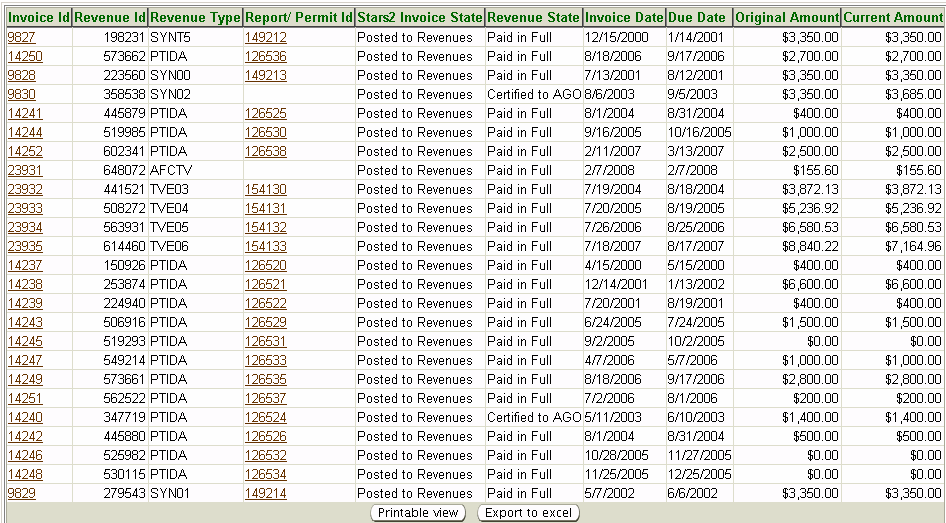 Invoice Id Revenue Id Revenue Type Report/ Permit Id Stars2 Invoice State Revenue State Invoice Date Due Date Original Amount Current Amount
9827 198231 SYNT5 149212 Posted to Revenues Paid in Full 12/15/2000 1/14/2001 $3,350.00 $3,350.00
14250 573662 PTIDA 126536 Posted to Revenues Paid in Full 8/18/2006 9/17/2006 $2,700.00 $2,700.00
9828 223560 SYN00 149213 Posted to Revenues Paid in Full 7/13/2001 8/12/2001 $3,350.00 $3,350.00
9830 358538 SYN02 Posted to Revenues Certified to AGO 8/6/2003 9/5/2003 $3,350.00 $3,685.00
14241 445879 PTIDA 126525 Posted to Revenues Paid in Full 8/1/2004 8/31/2004 $400.00 $400.00
14244 519985 PTIDA 126530 Posted to Revenues Paid in Full 9/16/2005 10/16/2005 $1,000.00 $1,000.00
14252 602341 PTIDA 126538 Posted to Revenues Paid in Full 2/11/2007 3/13/2007 $2,500.00 $2,500.00
23931 648072 AFCTV Posted to Revenues Paid in Full 2/7/2008 2/7/2008 $155.60 $155.60
23932 441521 TVE03 154130 Posted to Revenues Paid in Full 7/19/2004 8/18/2004 $3,872.13 $3,872.13
23933 508272 TVE04 154131 Posted to Revenues Paid in Full 7/20/2005 8/19/2005 $5,236.92 $5,236.92
23934 563931 TVE05 154132 Posted to Revenues Paid in Full 7/26/2006 8/25/2006 $6,580.53 $6,580.53
23935 614460 TVE06 154133 Posted to Revenues Paid in Full 7/18/2007 8/17/2007 $8,840.22 $7,164.96
14237 150926 PTIDA 126520 Posted to Revenues Paid in Full 4/15/2000 5/15/2000 $400.00 $400.00
14238 253874 PTIDA 126521 Posted to Revenues Paid in Full 12/14/2001 1/13/2002 $6,600.00 $6,600.00
14239 224940 PTIDA 126522 Posted to Revenues Paid in Full 7/20/2001 8/19/2001 $400.00 $400.00
14243 506916 PTIDA 126529 Posted to Revenues Paid in Full 6/24/2005 7/24/2005 $1,500.00 $1,500.00
14245 519293 PTIDA 126531 Posted to Revenues Paid in Full 9/2/2005 10/2/2005 $0.00 $0.00
14247 549214 PTIDA 126533 Posted to Revenues Paid in Full 4/7/2006 5/7/2006 $1,000.00 $1,000.00
14249 573661 PTIDA 126535 Posted to Revenues Paid in Full 8/18/2006 9/17/2006 $2,800.00 $2,800.00
14251 562522 PTIDA 126537 Posted to Revenues Paid in Full 7/2/2006 8/1/2006 $200.00 $200.00
14240 347719 PTIDA 126524 Posted to Revenues Certified to AGO 5/11/2003 6/10/2003 $1,400.00 $1,400.00
14242 445880 PTIDA 126526 Posted to Revenues Paid in Full 8/1/2004 8/31/2004 $500.00 $500.00
14246 525982 PTIDA 126532 Posted to Revenues Paid in Full 10/28/2005 11/27/2005 $0.00 $0.00
14248 530115 PTIDA 126534 Posted to Revenues Paid in Full 11/25/2005 12/25/2005 $0.00 $0.00
9829 279543 SYN01 149214 Posted to Revenues Paid in Full 5/7/2002 6/6/2002 $3,350.00 $3,350.00
Printable view Export to excel